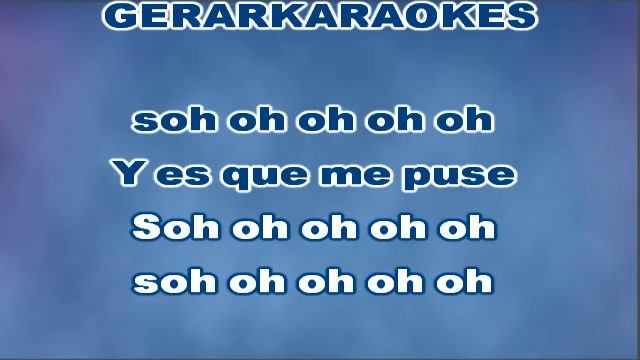 GERARKARAOKES
soh oh oh oh oh
Y es que me puse
Soh oh oh oh oh
soh oh oh oh oh